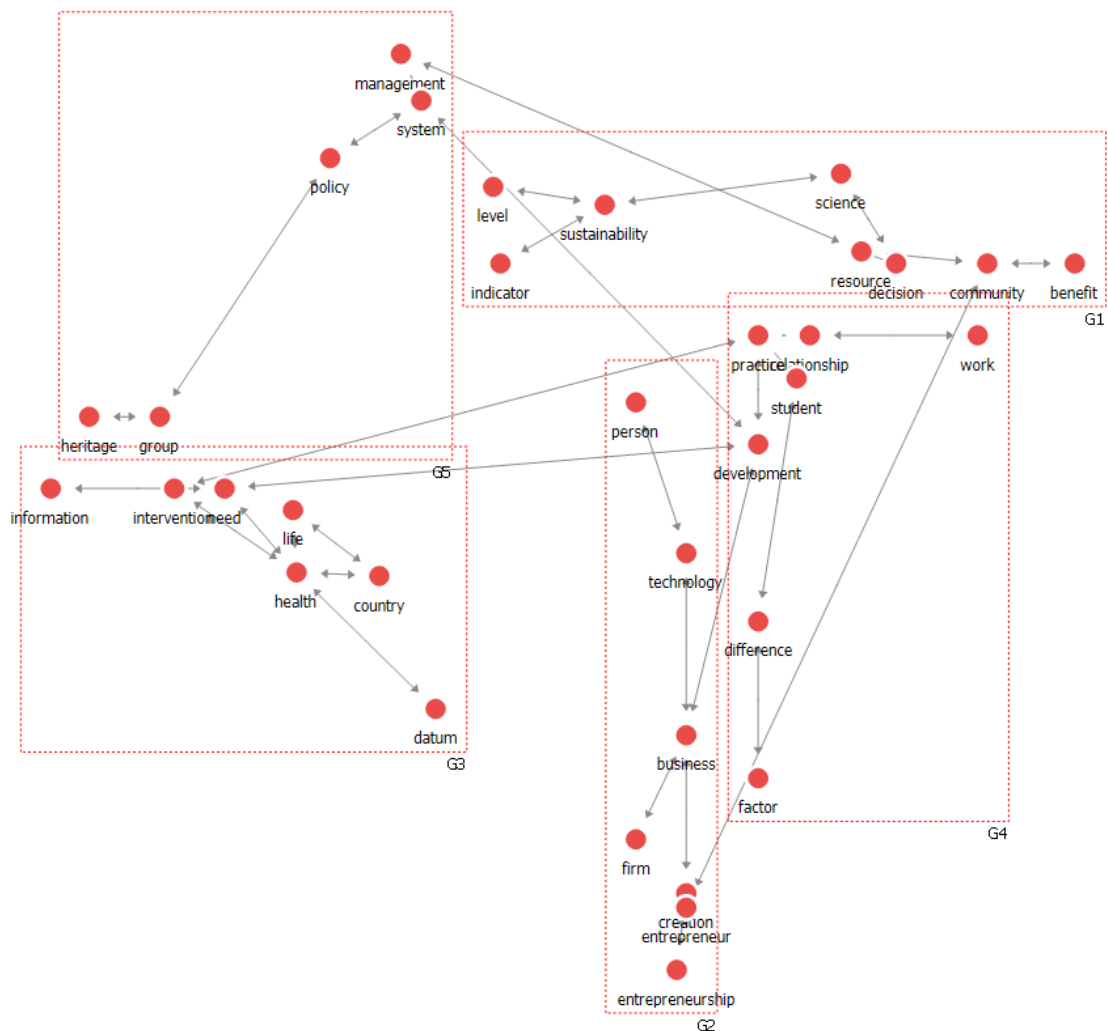 management
system
policy
level
science
sustainability
indicator
resource
decision
community
benefit
G1
practice
relationship
work
student
person
heritage
group
development
G5
information
intervention
need
life
technology
health
country
difference
datum
G3
business
factor
G4
firm
creation
entrepreneur
entrepreneurship
G2